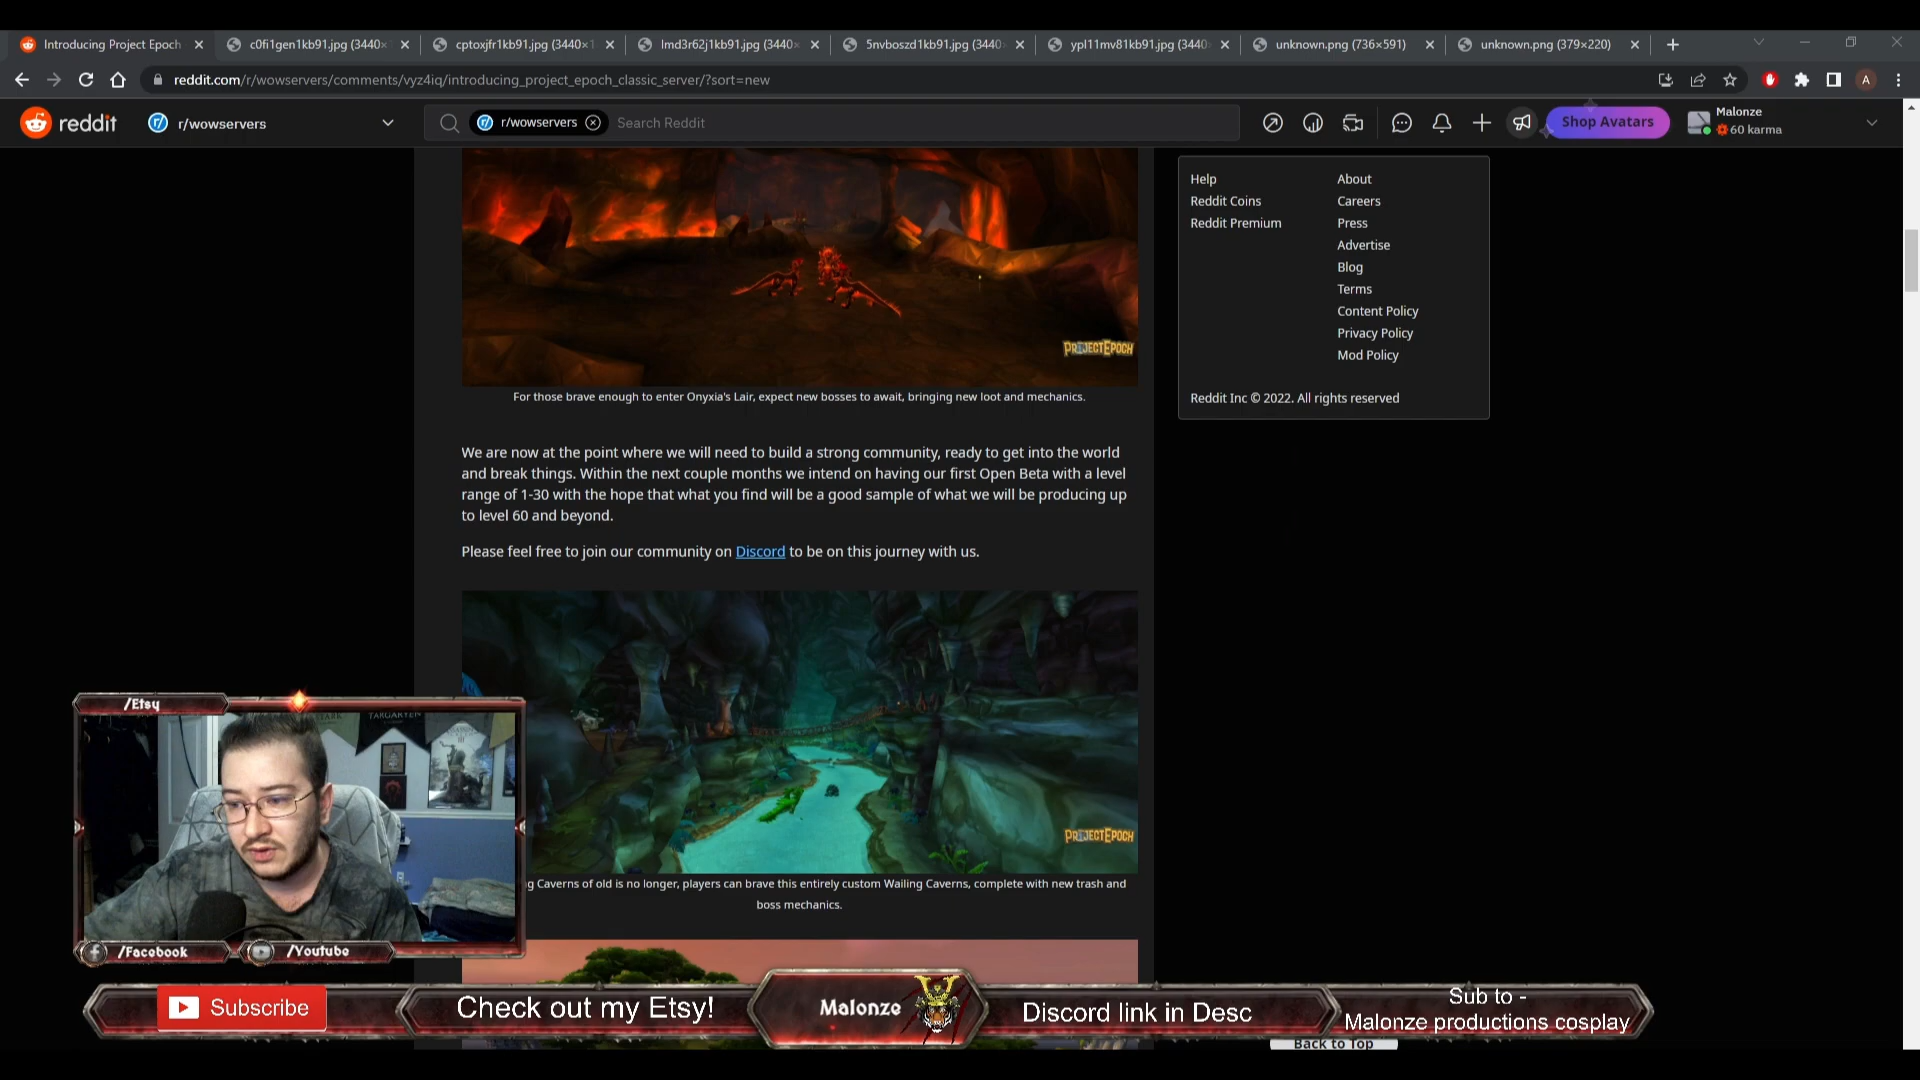 Introducing Project Epoch
c0fi1gen1kb91.jpg (3440×
cptoxjfr1kb91.jpg (3440×1
lmd3r62j1kb91.jpg (3440×
5nvboszd1kb91.jpg (3440
ypl11mv81kb91.jpg (3440
unknown.png (736×591)
unknown.png (379×220)
reddit.com/r/wowservers/comments/vyz4iq/introducing_project_epoch_classic_server/?sort=new
A
reddit
r/wowservers
r/wowservers
Search Reddit
Shop Avatars
Malonze
60 karma
Help
Reddit Coins
Reddit Premium
About
Careers
Press
Advertise
Blog
Terms
Content Policy
Privacy Policy
Mod Policy
Reddit Inc © 2022. All rights reserved
PROJECTEPOCH
For those brave enough to enter Onyxia's Lair, expect new bosses to await, bringing new loot and mechanics.
We are now at the point where we will need to build a strong community, ready to get into the world
and break things. Within the next couple months we intend on having our first Open Beta with a level
range of 1-30 with the hope that what you find will be a good sample of what we will be producing up
to level 60 and beyond.
Please feel free to join our community on Discord to be on this journey with us.
PROJECTEPOCH
g Caverns of old is no longer, players can brave this entirely custom Wailing Caverns, complete with new trash and
boss mechanics.
/Etsy
TARGARYEN
/Facebook
/Youtube
Subscribe
Check out my Etsy!
Malonze
Discord link in Desc
Sub to -
Malonze productions cosplay
Back to Top